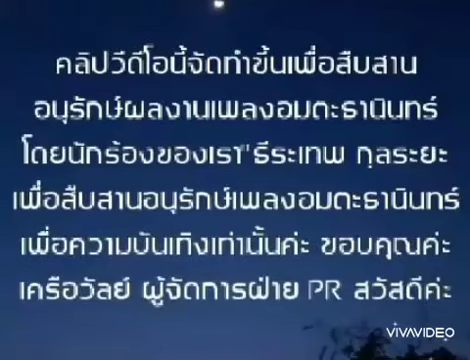 คลิปวีดีโอนี้จัดทำขึ้นเพื่อสืบสาน
อนุรักษ์ผลงานเพลงอมตะธานินทร์
โดยนักร้องของเรา"ธีระเทพ กุลระยะ
เพื่อสืบสานอนุรักษ์เพลงอมตะธานินทร์
เพื่อความบันเทิงเท่านั้นค่ะ ขอบคุณค่ะ
เครือวัลย์ ผู้จัดการฝ่าย PR สวัสดีค่ะ
VIVAVIDEO